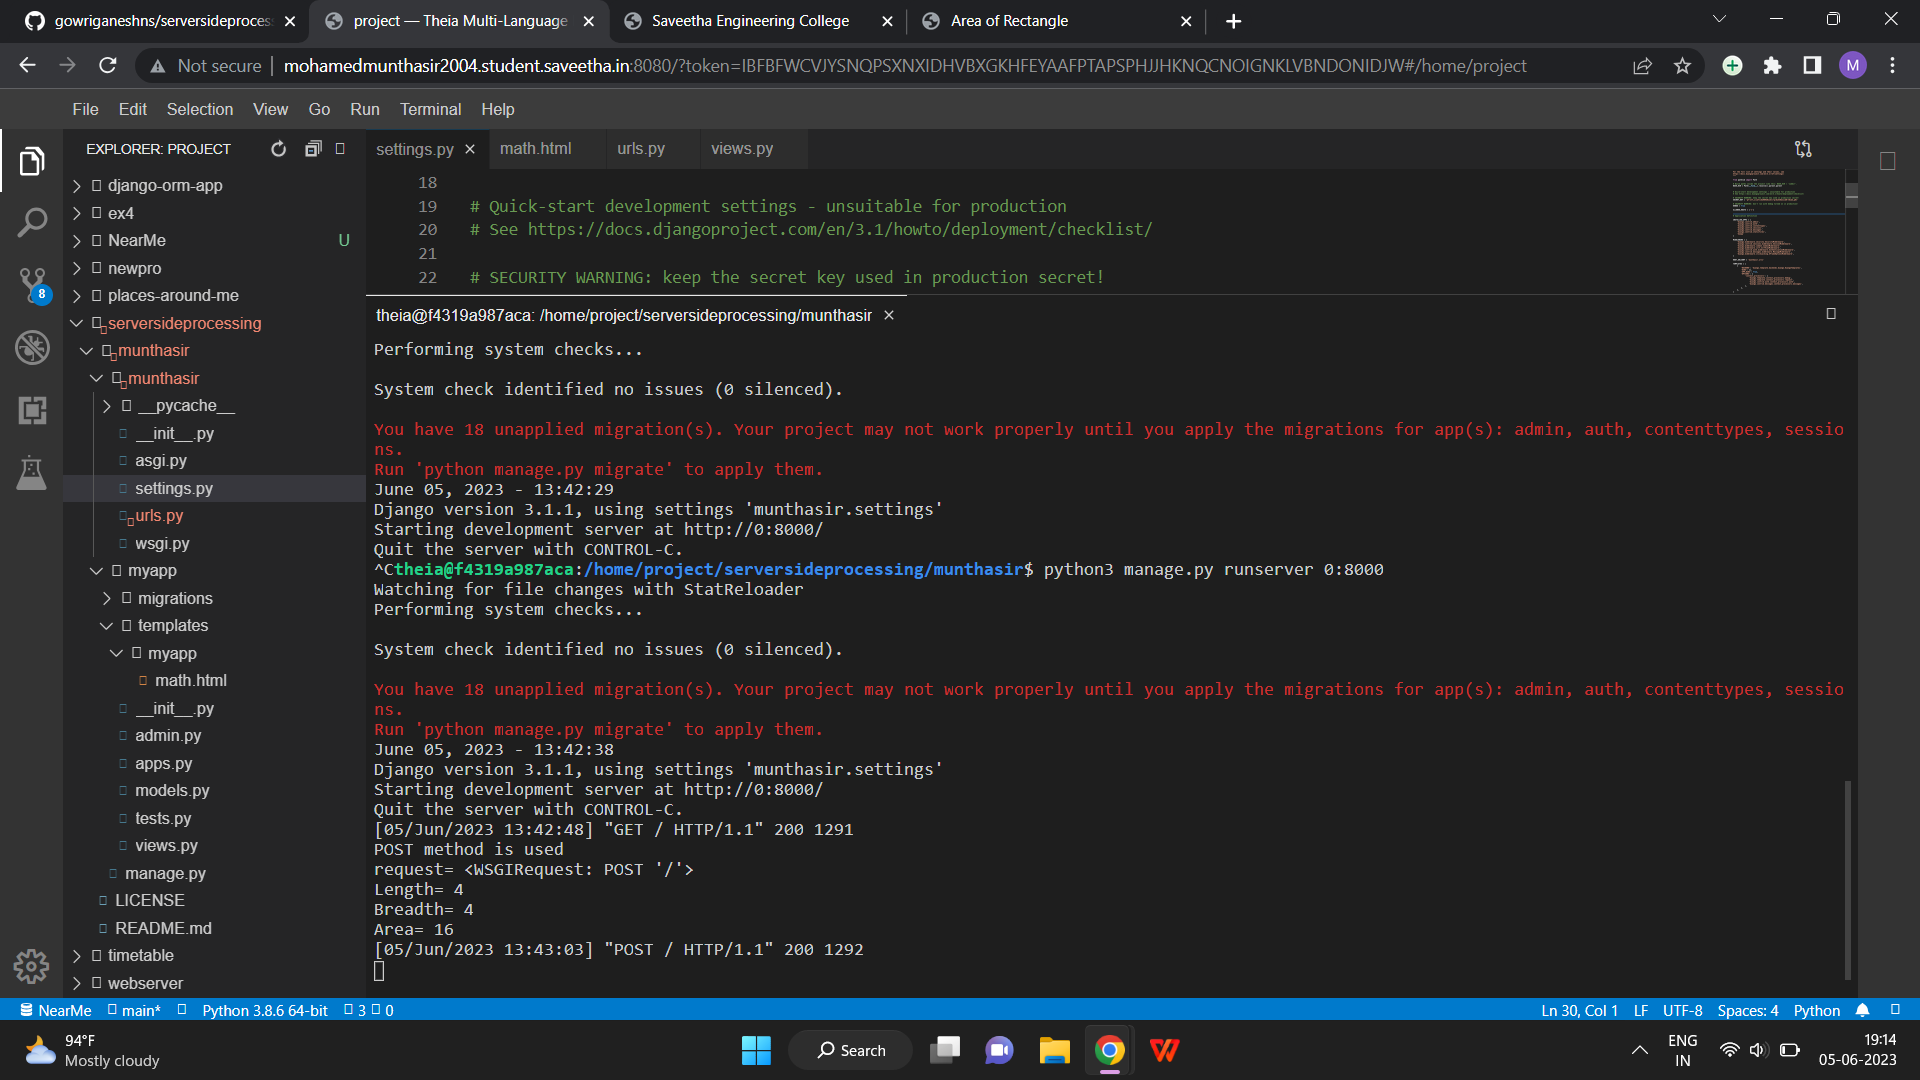 gowriganeshns/serversideprocess
project — Theia Multi-Language
Saveetha Engineering College
Area of Rectangle
Not secure
mohamedmunthasir2004.student.saveetha.in:8080/?token=IBFBFWCVJYSNQPSXNXIDHVBXGKHFEYAAFPTAPSPHJJHKNQCNOIGNKLVBNDONIDJW#/home/project
M
File Edit Selection View Go Run Terminal Help
EXPLORER: PROJECT
settings.py
math.html
urls.py
views.py
django-orm-app
ex4
NearMe U
newpro
places-around-me
serversideprocessing
munthasir
munthasir
__pycache__
__init__.py
asgi.py
settings.py
urls.py
wsgi.py
myapp
migrations
templates
myapp
math.html
__init__.py
admin.py
apps.py
models.py
tests.py
views.py
manage.py
LICENSE
README.md
timetable
webserver
8
18
19 # Quick-start development settings - unsuitable for production
20 # See https://docs.djangoproject.com/en/3.1/howto/deployment/checklist/
21
22 # SECURITY WARNING: keep the secret key used in production secret!
theia@f4319a987aca: /home/project/serversideprocessing/munthasir
Performing system checks...
System check identified no issues (0 silenced).
You have 18 unapplied migration(s). Your project may not work properly until you apply the migrations for app(s): admin, auth, contenttypes, sessio
ns.
Run 'python manage.py migrate' to apply them.
June 05, 2023 - 13:42:29
Django version 3.1.1, using settings 'munthasir.settings'
Starting development server at http://0:8000/
Quit the server with CONTROL-C.
^Ctheia@f4319a987aca:/home/project/serversideprocessing/munthasir$ python3 manage.py runserver 0:8000
Watching for file changes with StatReloader
Performing system checks...
System check identified no issues (0 silenced).
You have 18 unapplied migration(s). Your project may not work properly until you apply the migrations for app(s): admin, auth, contenttypes, sessio
ns.
Run 'python manage.py migrate' to apply them.
June 05, 2023 - 13:42:38
Django version 3.1.1, using settings 'munthasir.settings'
Starting development server at http://0:8000/
Quit the server with CONTROL-C.
[05/Jun/2023 13:42:48] "GET / HTTP/1.1" 200 1291
POST method is used
request= <WSGIRequest: POST '/'>
Length= 4
Breadth= 4
Area= 16
[05/Jun/2023 13:43:03] "POST / HTTP/1.1" 200 1292
NearMe main* Python 3.8.6 64-bit 3 0
Ln 30, Col 1 LF UTF-8 Spaces: 4 Python
94°F
Mostly cloudy
Search
ENG
IN
19:14
05-06-2023